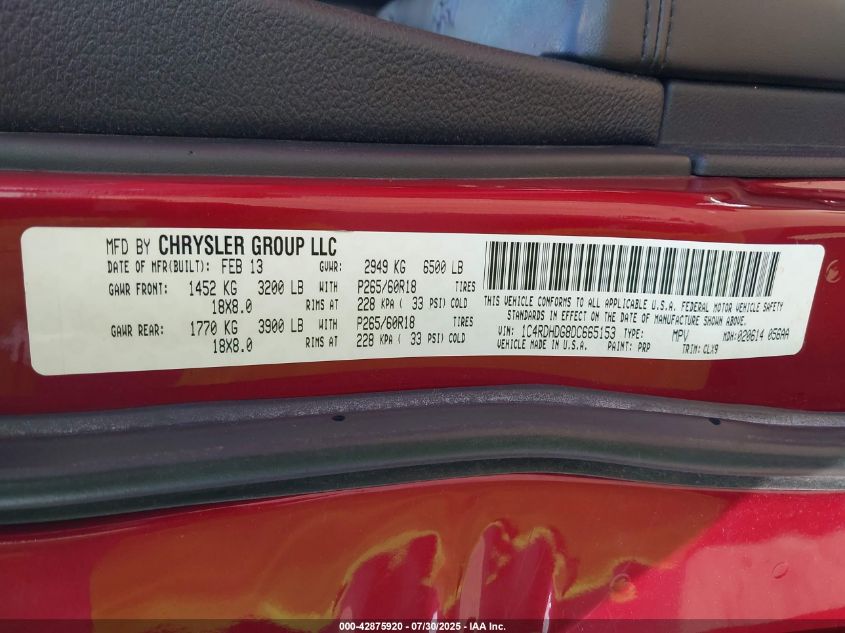 MFD BY CHRYSLER GROUP LLC
DATE OF MFR(BUILT): FEB 13 GVWR: 2949 KG 6500 LB
GAWR FRONT: 1452 KG 3200 LB WITH P265/60R18 TIRES
18X8.0 RIMS AT 228 KPA ( 33 PSI) COLD
GAWR REAR: 1770 KG 3900 LB WITH P265/60R18 TIRES
18X8.0 RIMS AT 228 KPA ( 33 PSI) COLD
THIS VEHICLE CONFORMS TO ALL APPLICABLE U.S.A. FEDERAL MOTOR VEHICLE SAFETY
STANDARDS IN EFFECT ON THE DATE OF MANUFACTURE SHOWN ABOVE.
VIN: 1C4RDHDG8DC665153 TYPE: MPV MDH:020614 056AA
MADE IN U.S.A. PAINT: PRP TRIM: CLX9
000-42875920 - 07/30/2025 - IAA Inc.